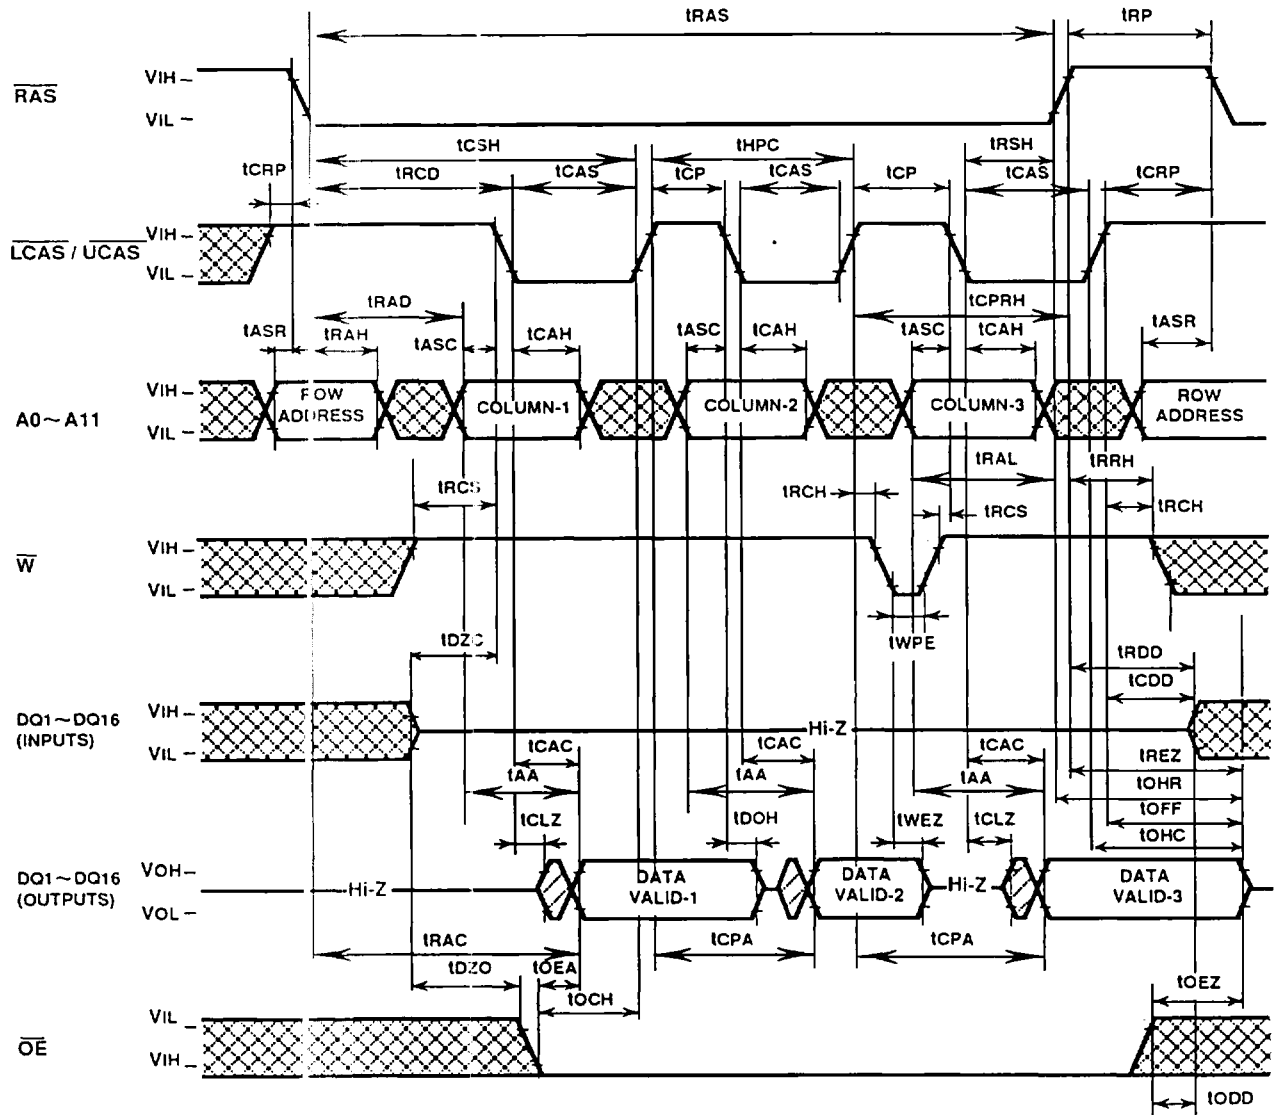 tRAS tRP
RAS VIH
VIL
tCSH tHPC tRSH
tCRP tRCD tCAS tCP tCAS tCP tCAS tCRP
LCAS / UCAS VIH
VIL
tRAD tCPRH
tASR tRAH tASC tCAH tASC tCAH tASC tCAH tASR
A0~A11 VIH ROW ADDRESS COLUMN-1 COLUMN-2 COLUMN-3 ROW ADDRESS
VIL
tRAL tRRH
tRCS tRCH tRCS tRCH
W VIH
VIL
tWPE
tDZC tRDD
tCDD
DQ1~DQ16 (INPUTS) VIH Hi-Z
VIL
tCAC tCAC tCAC tREZ
tAA tAA tAA tOHR
tCLZ tDOH tWEZ tCLZ tOFF
tOHC
DQ1~DQ16 (OUTPUTS) VOH Hi-Z DATA VALID-1 DATA VALID-2 Hi-Z DATA VALID-3
VOL
tRAC tCPA tCPA
tDZO tOEA tOCH tOEZ
OE VIL
VIH
tODD